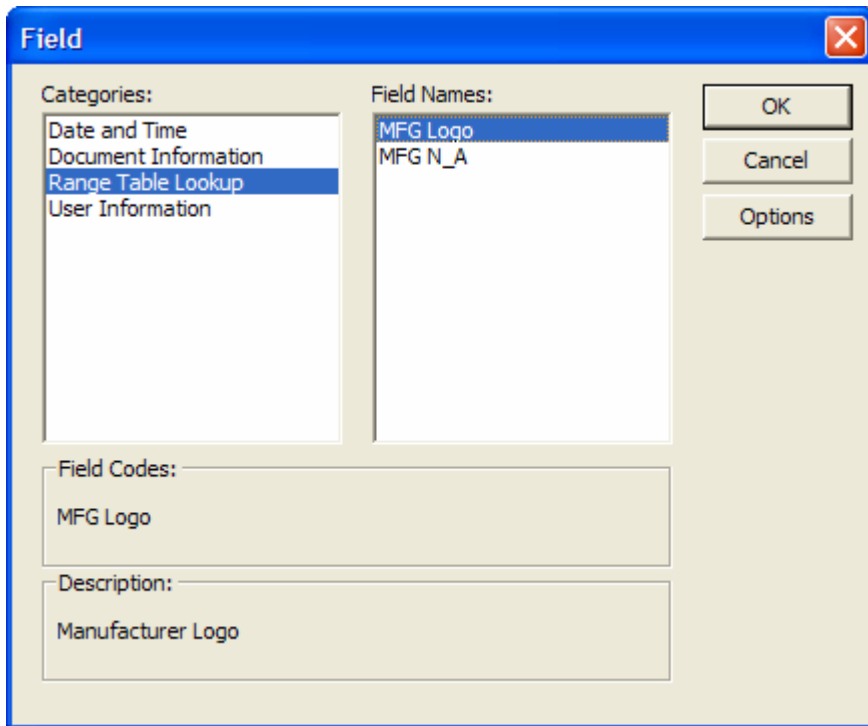 Field
Categories:
Field Names:
Date and Time
Document Information
Range Table Lookup
User Information
MFG Logo
MFG N_A
OK
Cancel
Options
Field Codes:
MFG Logo
Description:
Manufacturer Logo